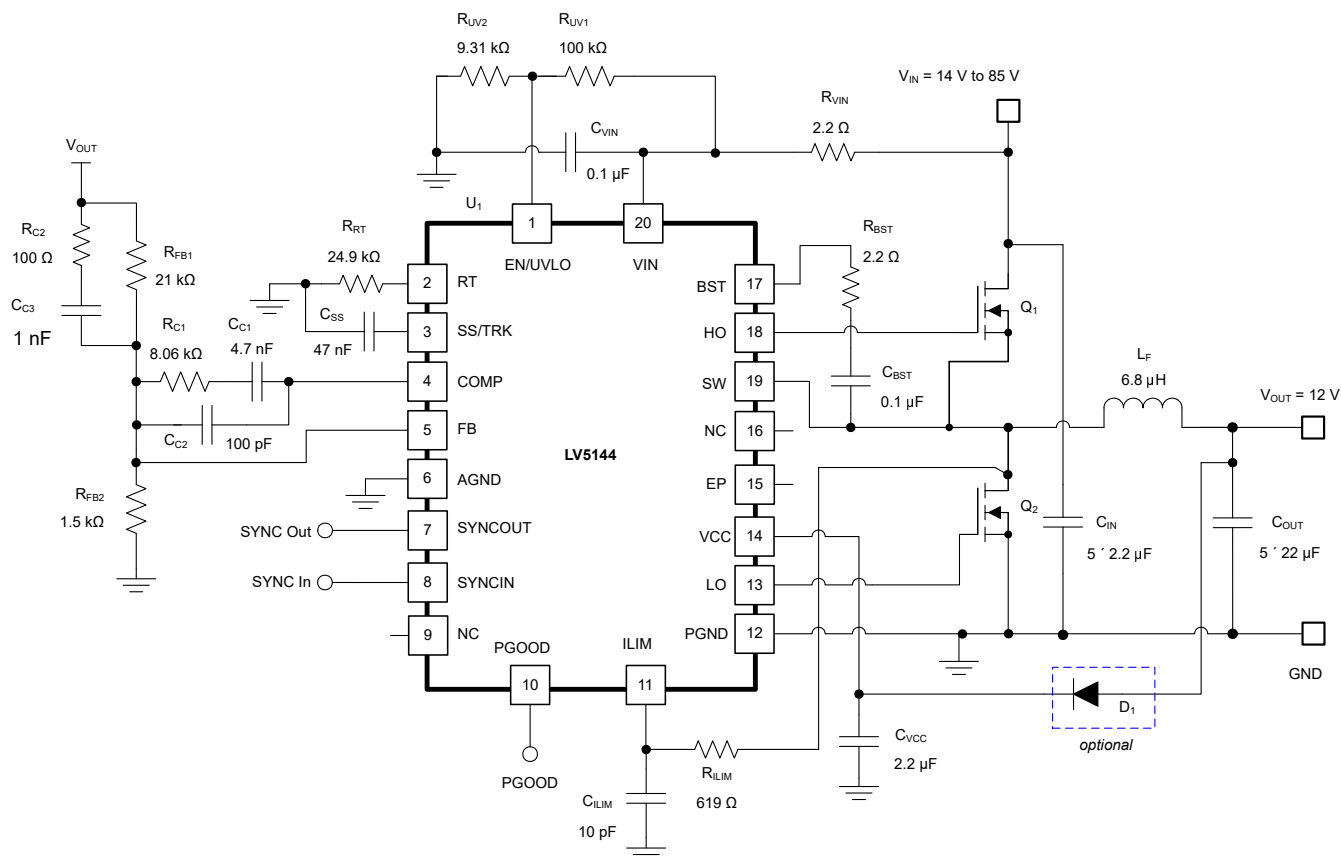 R_UV2
9.31 kΩ
R_UV1
100 kΩ
V_IN = 14 V to 85 V
R_VIN
2.2 Ω
C_VIN
0.1 µF
V_OUT
R_C2
100 Ω
R_FB1
21 kΩ
C_C3
1 nF
R_C1
8.06 kΩ
C_C1
4.7 nF
C_C2
100 pF
R_FB2
1.5 kΩ
R_RT
24.9 kΩ
C_SS
47 nF
U_1
1
EN/UVLO
20
VIN
2
RT
3
SS/TRK
4
COMP
5
FB
6
AGND
7
SYNCOUT
SYNC Out
8
SYNCIN
SYNC In
9
NC
LV5144
17
BST
18
HO
19
SW
16
NC
15
EP
14
VCC
13
LO
12
PGND
PGOOD
10
PGOOD
ILIM
11
R_BST
2.2 Ω
C_BST
0.1 µF
Q_1
Q_2
L_F
6.8 µH
V_OUT = 12 V
C_IN
5 ´ 2.2 µF
C_OUT
5 ´ 22 µF
GND
D_1
optional
C_VCC
2.2 µF
R_ILIM
619 Ω
C_ILIM
10 pF